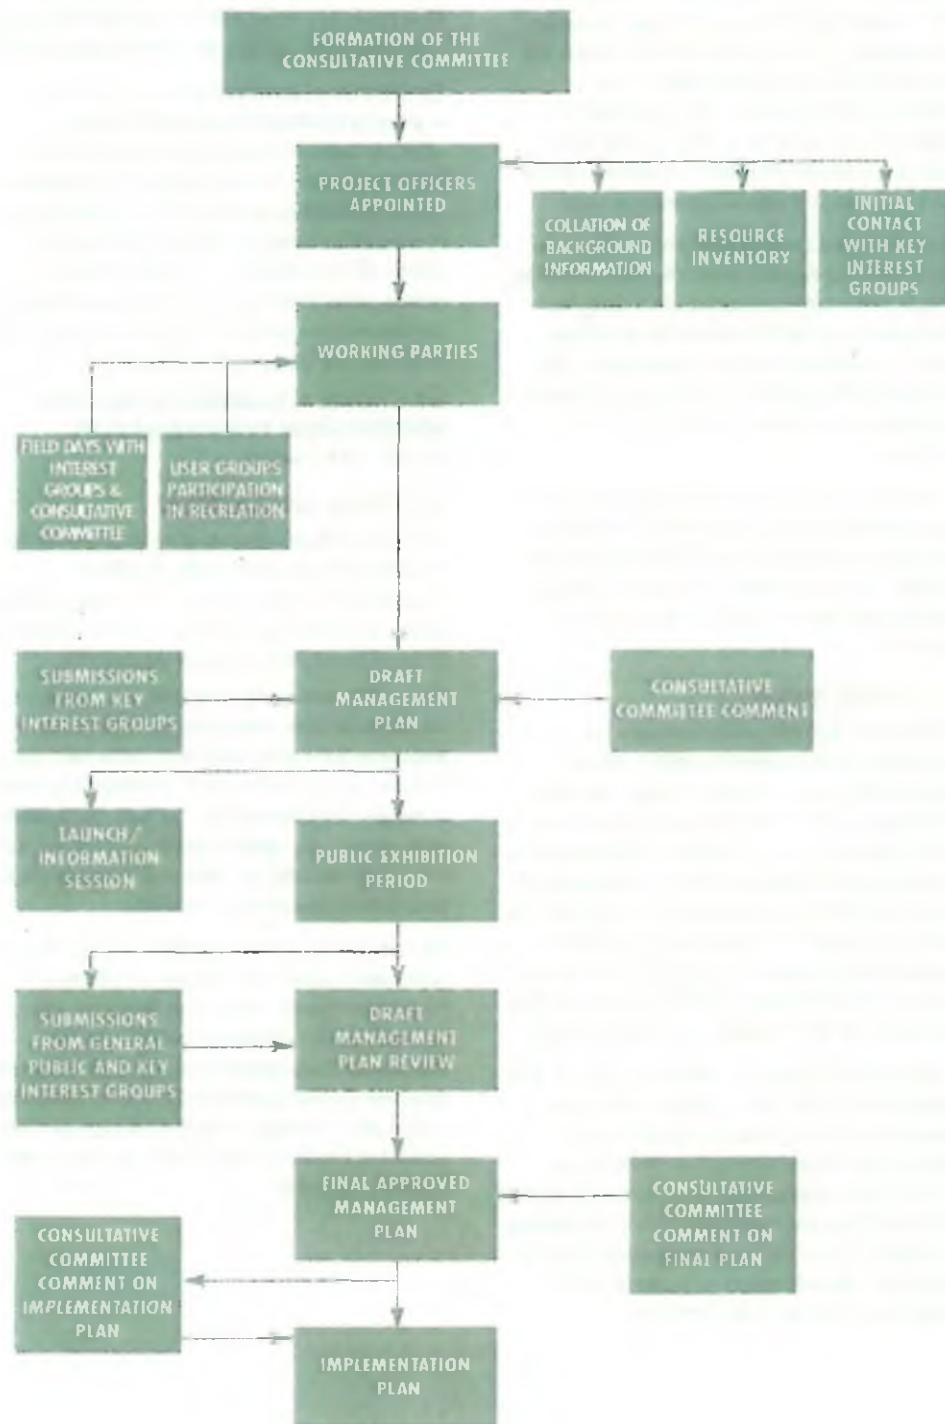 FORMATION OF THE
CONSULTATIVE COMMITTEE
PROJECT OFFICERS
APPOINTED
COLLATION OF
BACKGROUND
INFORMATION
RESOURCE
INVENTORY
INITIAL
CONTACT
WITH KEY
INTEREST
GROUPS
WORKING PARTIES
FIELD DAYS WITH
INTEREST
GROUPS &
CONSULTATIVE
COMMITTEE
USER GROUPS
PARTICIPATION
IN RECREATION
SUBMISSIONS
FROM KEY
INTEREST GROUPS
DRAFT
MANAGEMENT
PLAN
CONSULTATIVE
COMMITTEE COMMENT
LAUNCH/
INFORMATION
SESSION
PUBLIC EXHIBITION
PERIOD
SUBMISSIONS
FROM GENERAL
PUBLIC AND KEY
INTEREST GROUPS
DRAFT
MANAGEMENT
PLAN REVIEW
FINAL APPROVED
MANAGEMENT
PLAN
CONSULTATIVE
COMMITTEE
COMMENT ON
FINAL PLAN
CONSULTATIVE
COMMITTEE
COMMENT ON
IMPLEMENTATION
PLAN
IMPLEMENTATION
PLAN